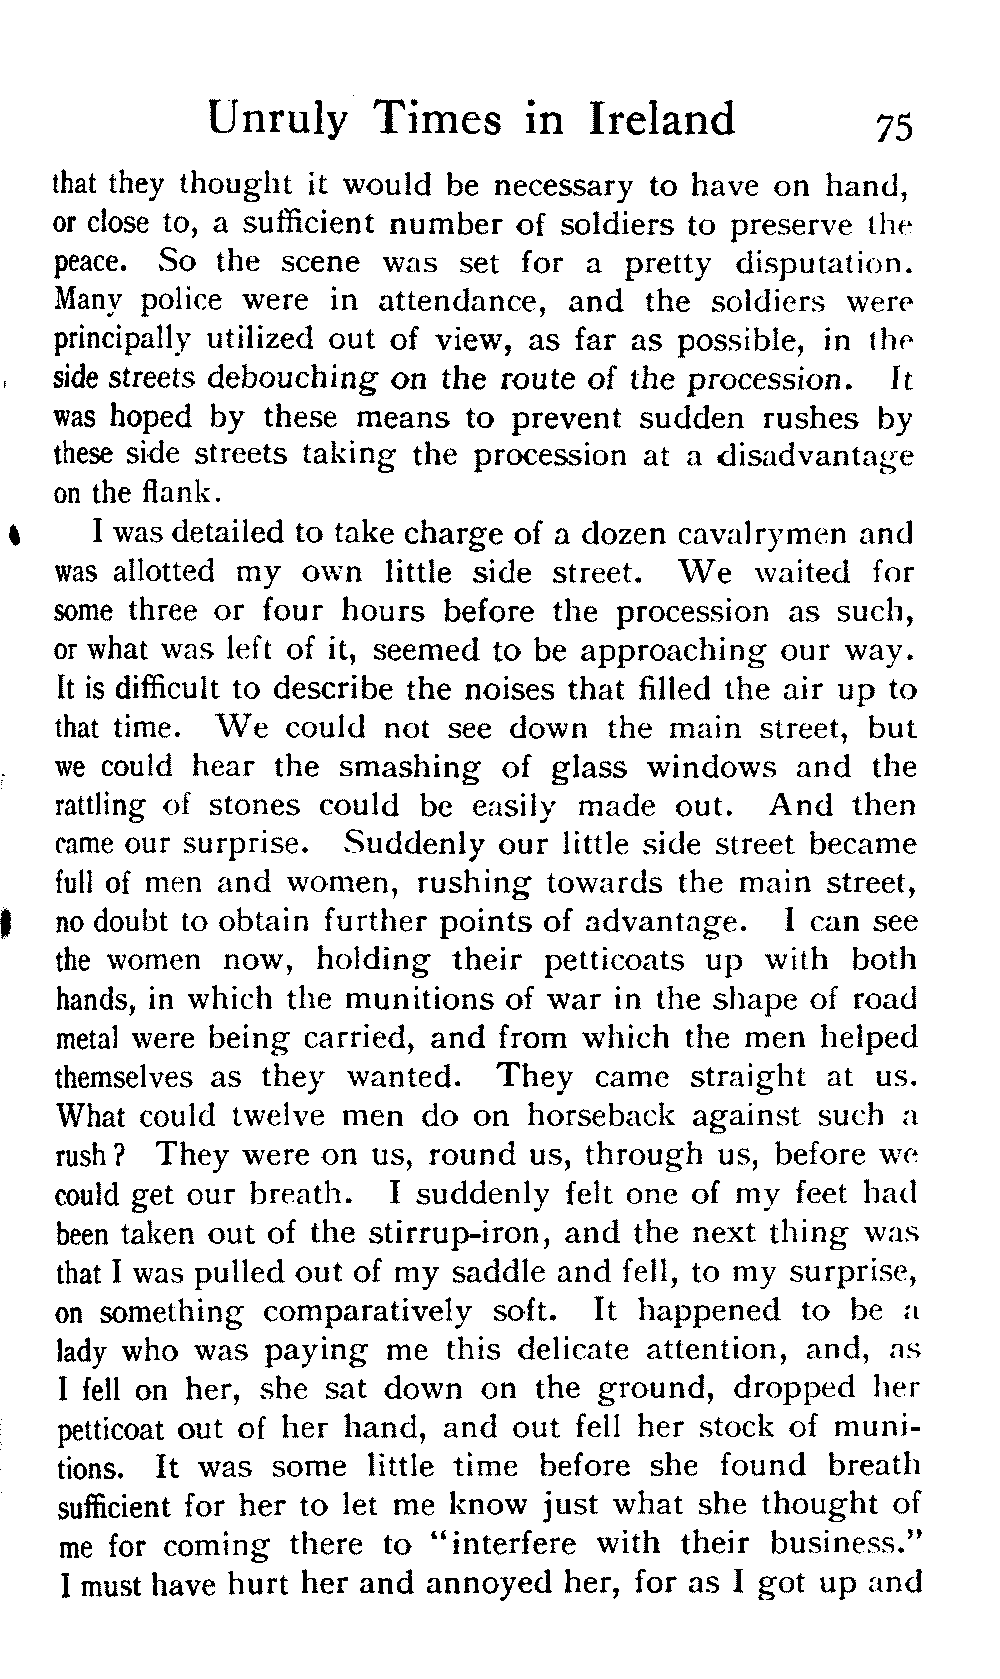 Unruly Times in Ireland 75
that they thought it would be necessary to have on hand,
or close to, a sufficient number of soldiers to preserve the
peace. So the scene was set for a pretty disputation.
Many police were in attendance, and the soldiers were
principally utilized out of view, as far as possible, in the
side streets debouching on the route of the procession. It
was hoped by these means to prevent sudden rushes by
these side streets taking the procession at a disadvantage
on the flank.
I was detailed to take charge of a dozen cavalrymen and
was allotted my own little side street. We waited for
some three or four hours before the procession as such,
or what was left of it, seemed to be approaching our way.
It is difficult to describe the noises that filled the air up to
that time. We could not see down the main street, but
we could hear the smashing of glass windows and the
rattling of stones could be easily made out. And then
came our surprise. Suddenly our little side street became
full of men and women, rushing towards the main street,
no doubt to obtain further points of advantage. I can see
the women now, holding their petticoats up with both
hands, in which the munitions of war in the shape of road
metal were being carried, and from which the men helped
themselves as they wanted. They came straight at us.
What could twelve men do on horseback against such a
rush? They were on us, round us, through us, before we
could get our breath. I suddenly felt one of my feet had
been taken out of the stirrup-iron, and the next thing was
that I was pulled out of my saddle and fell, to my surprise,
on something comparatively soft. It happened to be a
lady who was paying me this delicate attention, and, as
I fell on her, she sat down on the ground, dropped her
petticoat out of her hand, and out fell her stock of muni-
tions. It was some little time before she found breath
sufficient for her to let me know just what she thought of
me for coming there to "interfere with their business."
I must have hurt her and annoyed her, for as I got up and